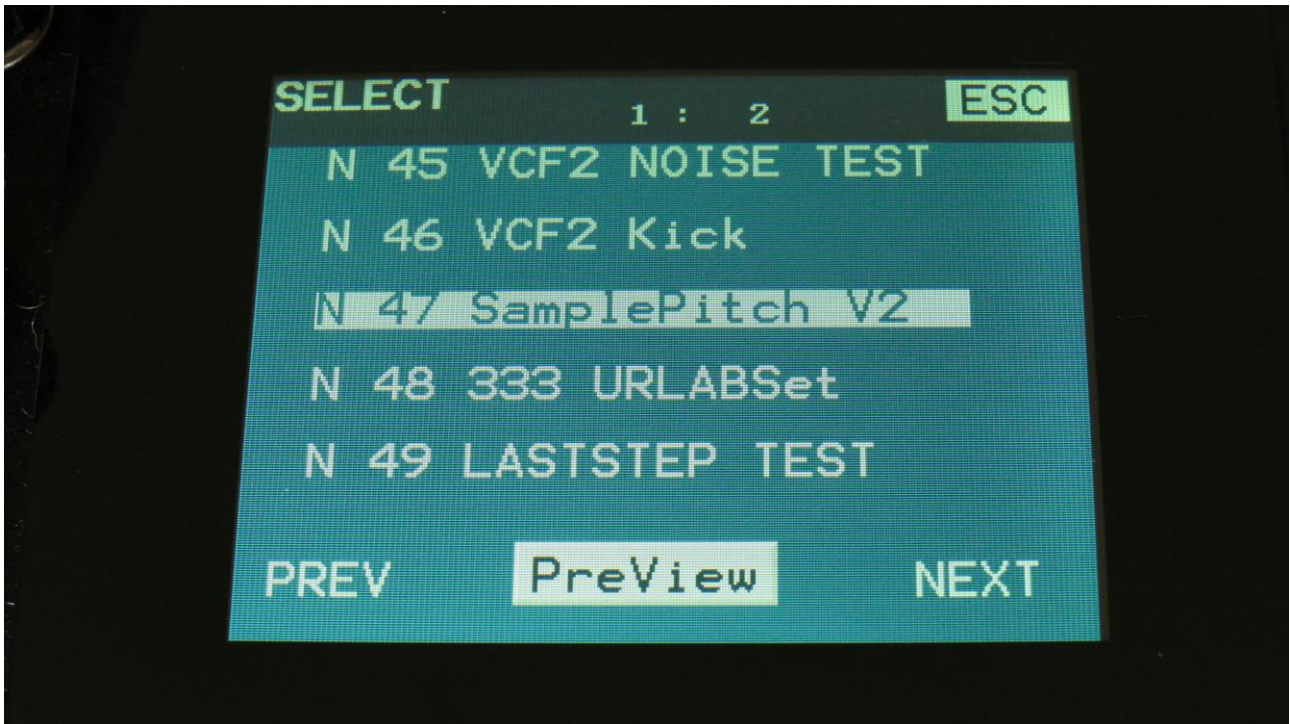 SELECT 1 : 2 ESC
N 45 VCF2 NOISE TEST
N 46 VCF2 Kick
N 47 SamplePitch V2
N 48 333 URLABSet
N 49 LASTSTEP TEST
PREV PreView NEXT